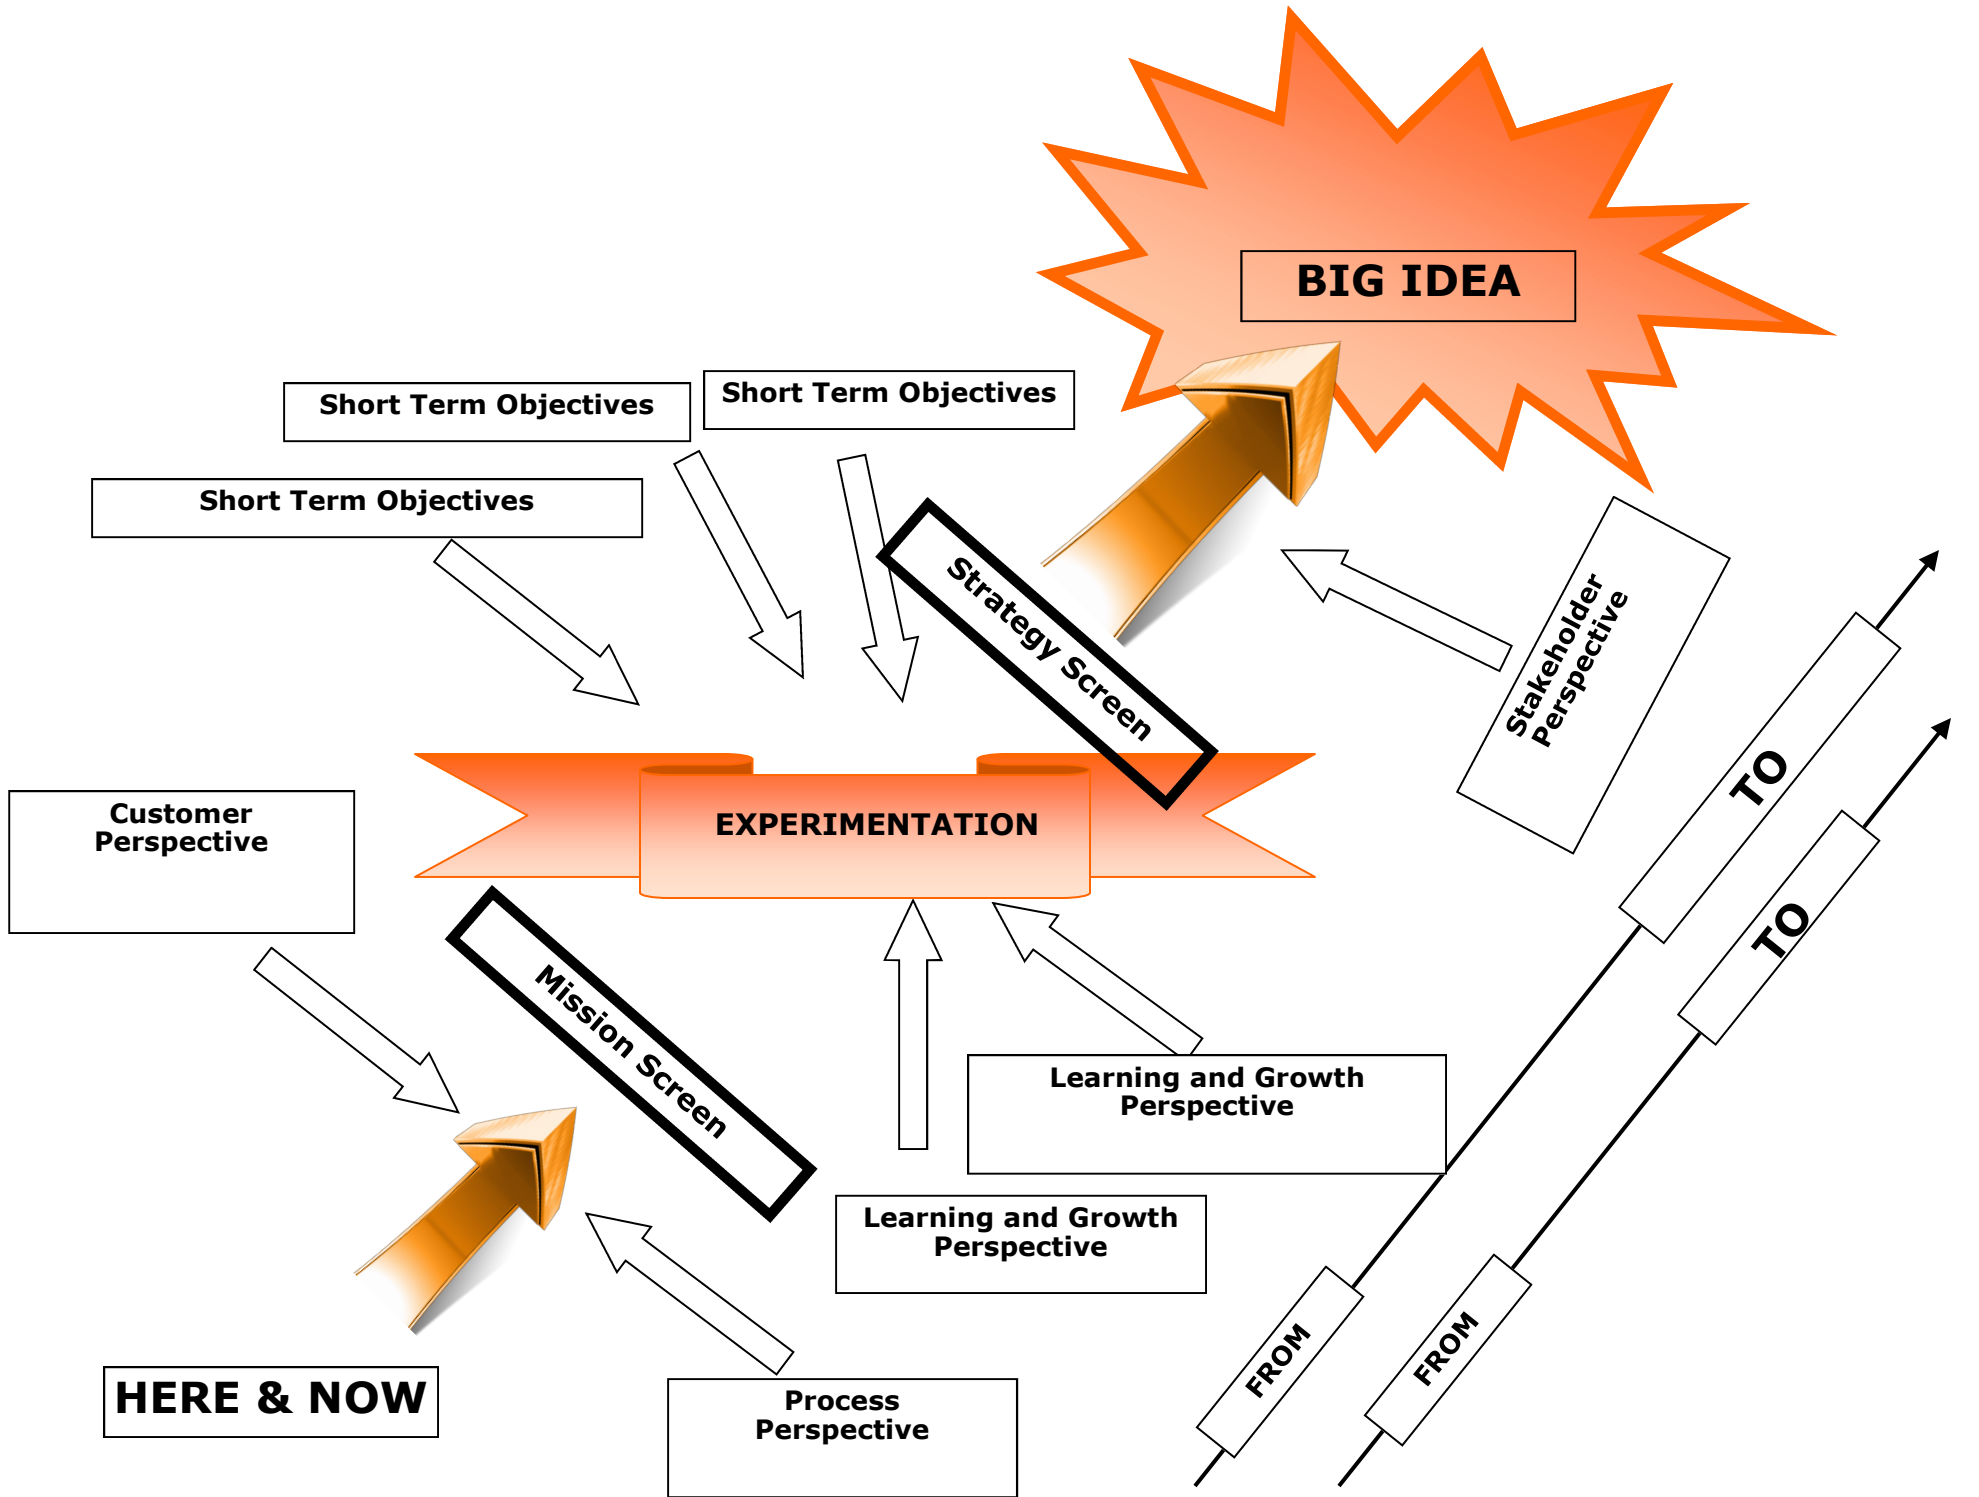 BIG IDEA
Short Term Objectives
Short Term Objectives
Short Term Objectives
Strategy Screen
Stakeholder
Perspective
TO
TO
Customer
Perspective
EXPERIMENTATION
Mission Screen
Learning and Growth
Perspective
Learning and Growth
Perspective
FROM
FROM
HERE & NOW
Process
Perspective